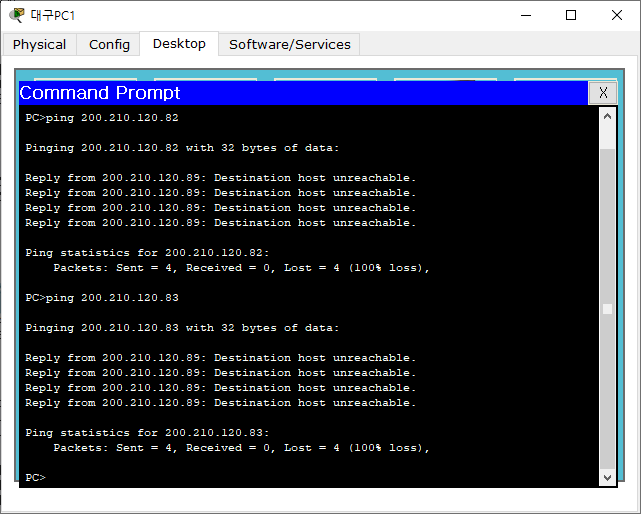 대구PC1
Physical Config Desktop Software/Services
Command Prompt X
PC>ping 200.210.120.82
Pinging 200.210.120.82 with 32 bytes of data:
Reply from 200.210.120.89: Destination host unreachable.
Reply from 200.210.120.89: Destination host unreachable.
Reply from 200.210.120.89: Destination host unreachable.
Reply from 200.210.120.89: Destination host unreachable.
Ping statistics for 200.210.120.82:
Packets: Sent = 4, Received = 0, Lost = 4 (100% loss),
PC>ping 200.210.120.83
Pinging 200.210.120.83 with 32 bytes of data:
Reply from 200.210.120.89: Destination host unreachable.
Reply from 200.210.120.89: Destination host unreachable.
Reply from 200.210.120.89: Destination host unreachable.
Reply from 200.210.120.89: Destination host unreachable.
Ping statistics for 200.210.120.83:
Packets: Sent = 4, Received = 0, Lost = 4 (100% loss),
PC>